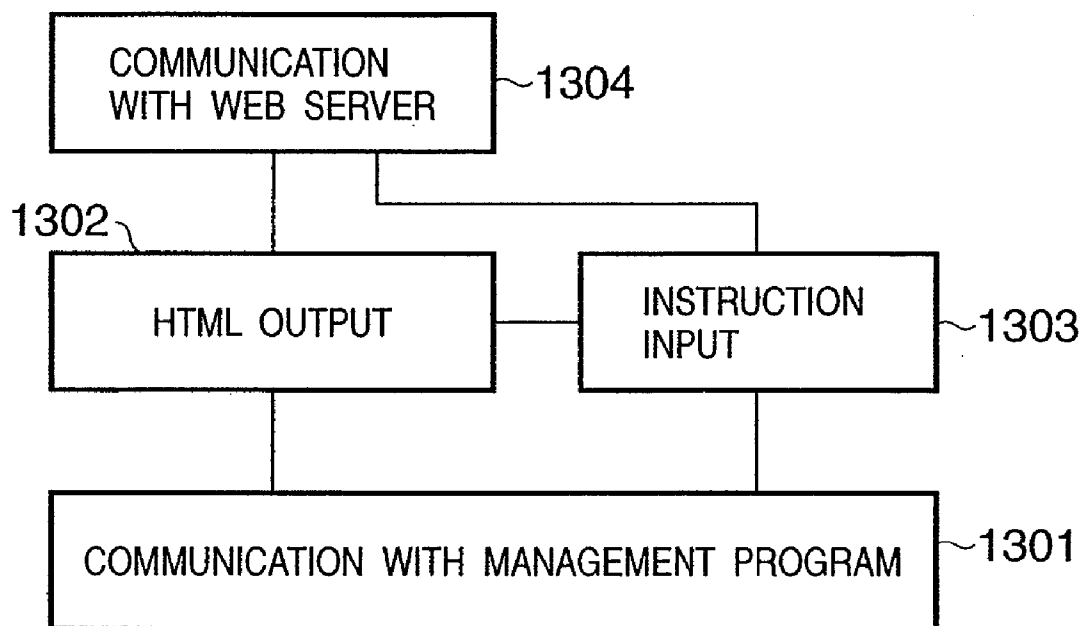 COMMUNICATION
WITH WEB SERVER
1304
1302
HTML OUTPUT
INSTRUCTION
INPUT
1303
COMMUNICATION WITH MANAGEMENT PROGRAM
1301